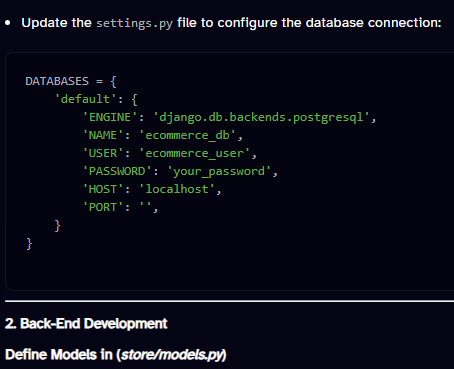 • Update the settings.py file to configure the database connection:
DATABASES = {
    'default': {
        'ENGINE': 'django.db.backends.postgresql',
        'NAME': 'ecommerce_db',
        'USER': 'ecommerce_user',
        'PASSWORD': 'your_password',
        'HOST': 'localhost',
        'PORT': '',
    }
}
2. Back-End Development
Define Models in (store/models.py)